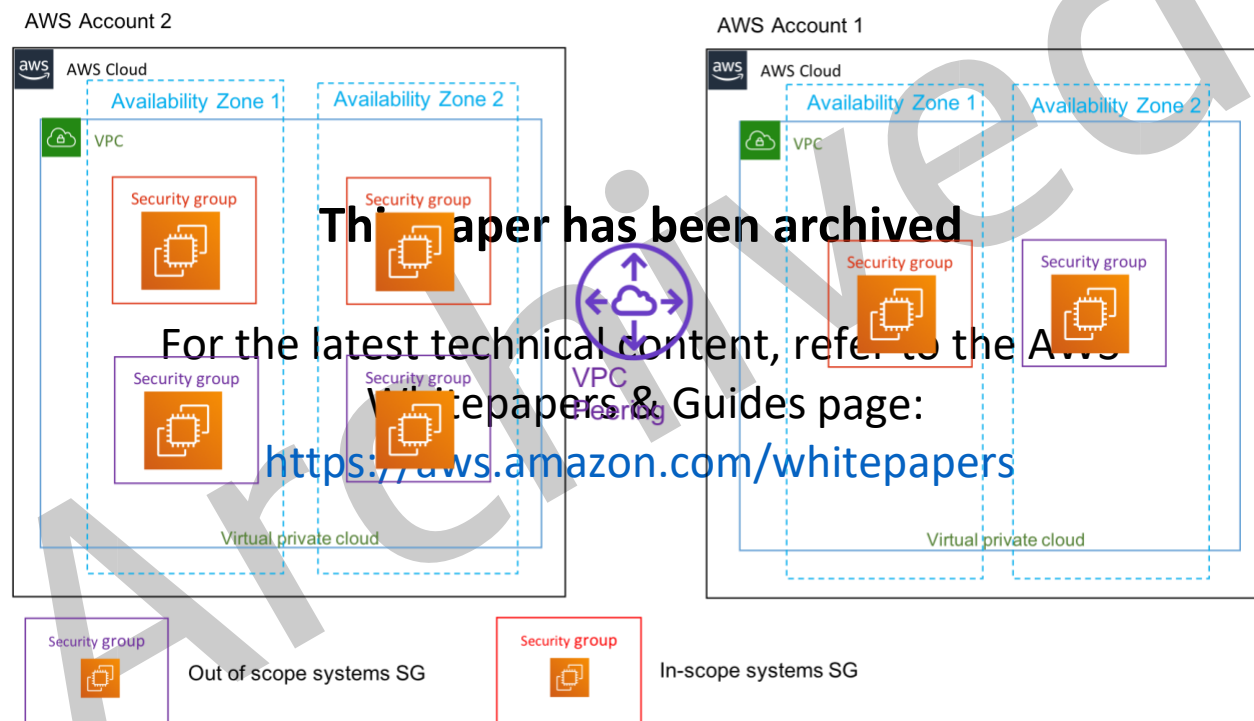 AWS Account 2
AWS Account 1
aws
AWS Cloud
aws
AWS Cloud
Availability Zone 1
Availability Zone 2
Availability Zone 1
Availability Zone 2
VPC
VPC
Security group
Security group
This paper has been archived
Security group
Security group
For the latest technical content, refer to the AWS
Security group
Security group
VPC
Peering
Whitepapers & Guides page:
https://aws.amazon.com/whitepapers
Virtual private cloud
Virtual private cloud
Security group
Out of scope systems SG
Security group
In-scope systems SG
Archived